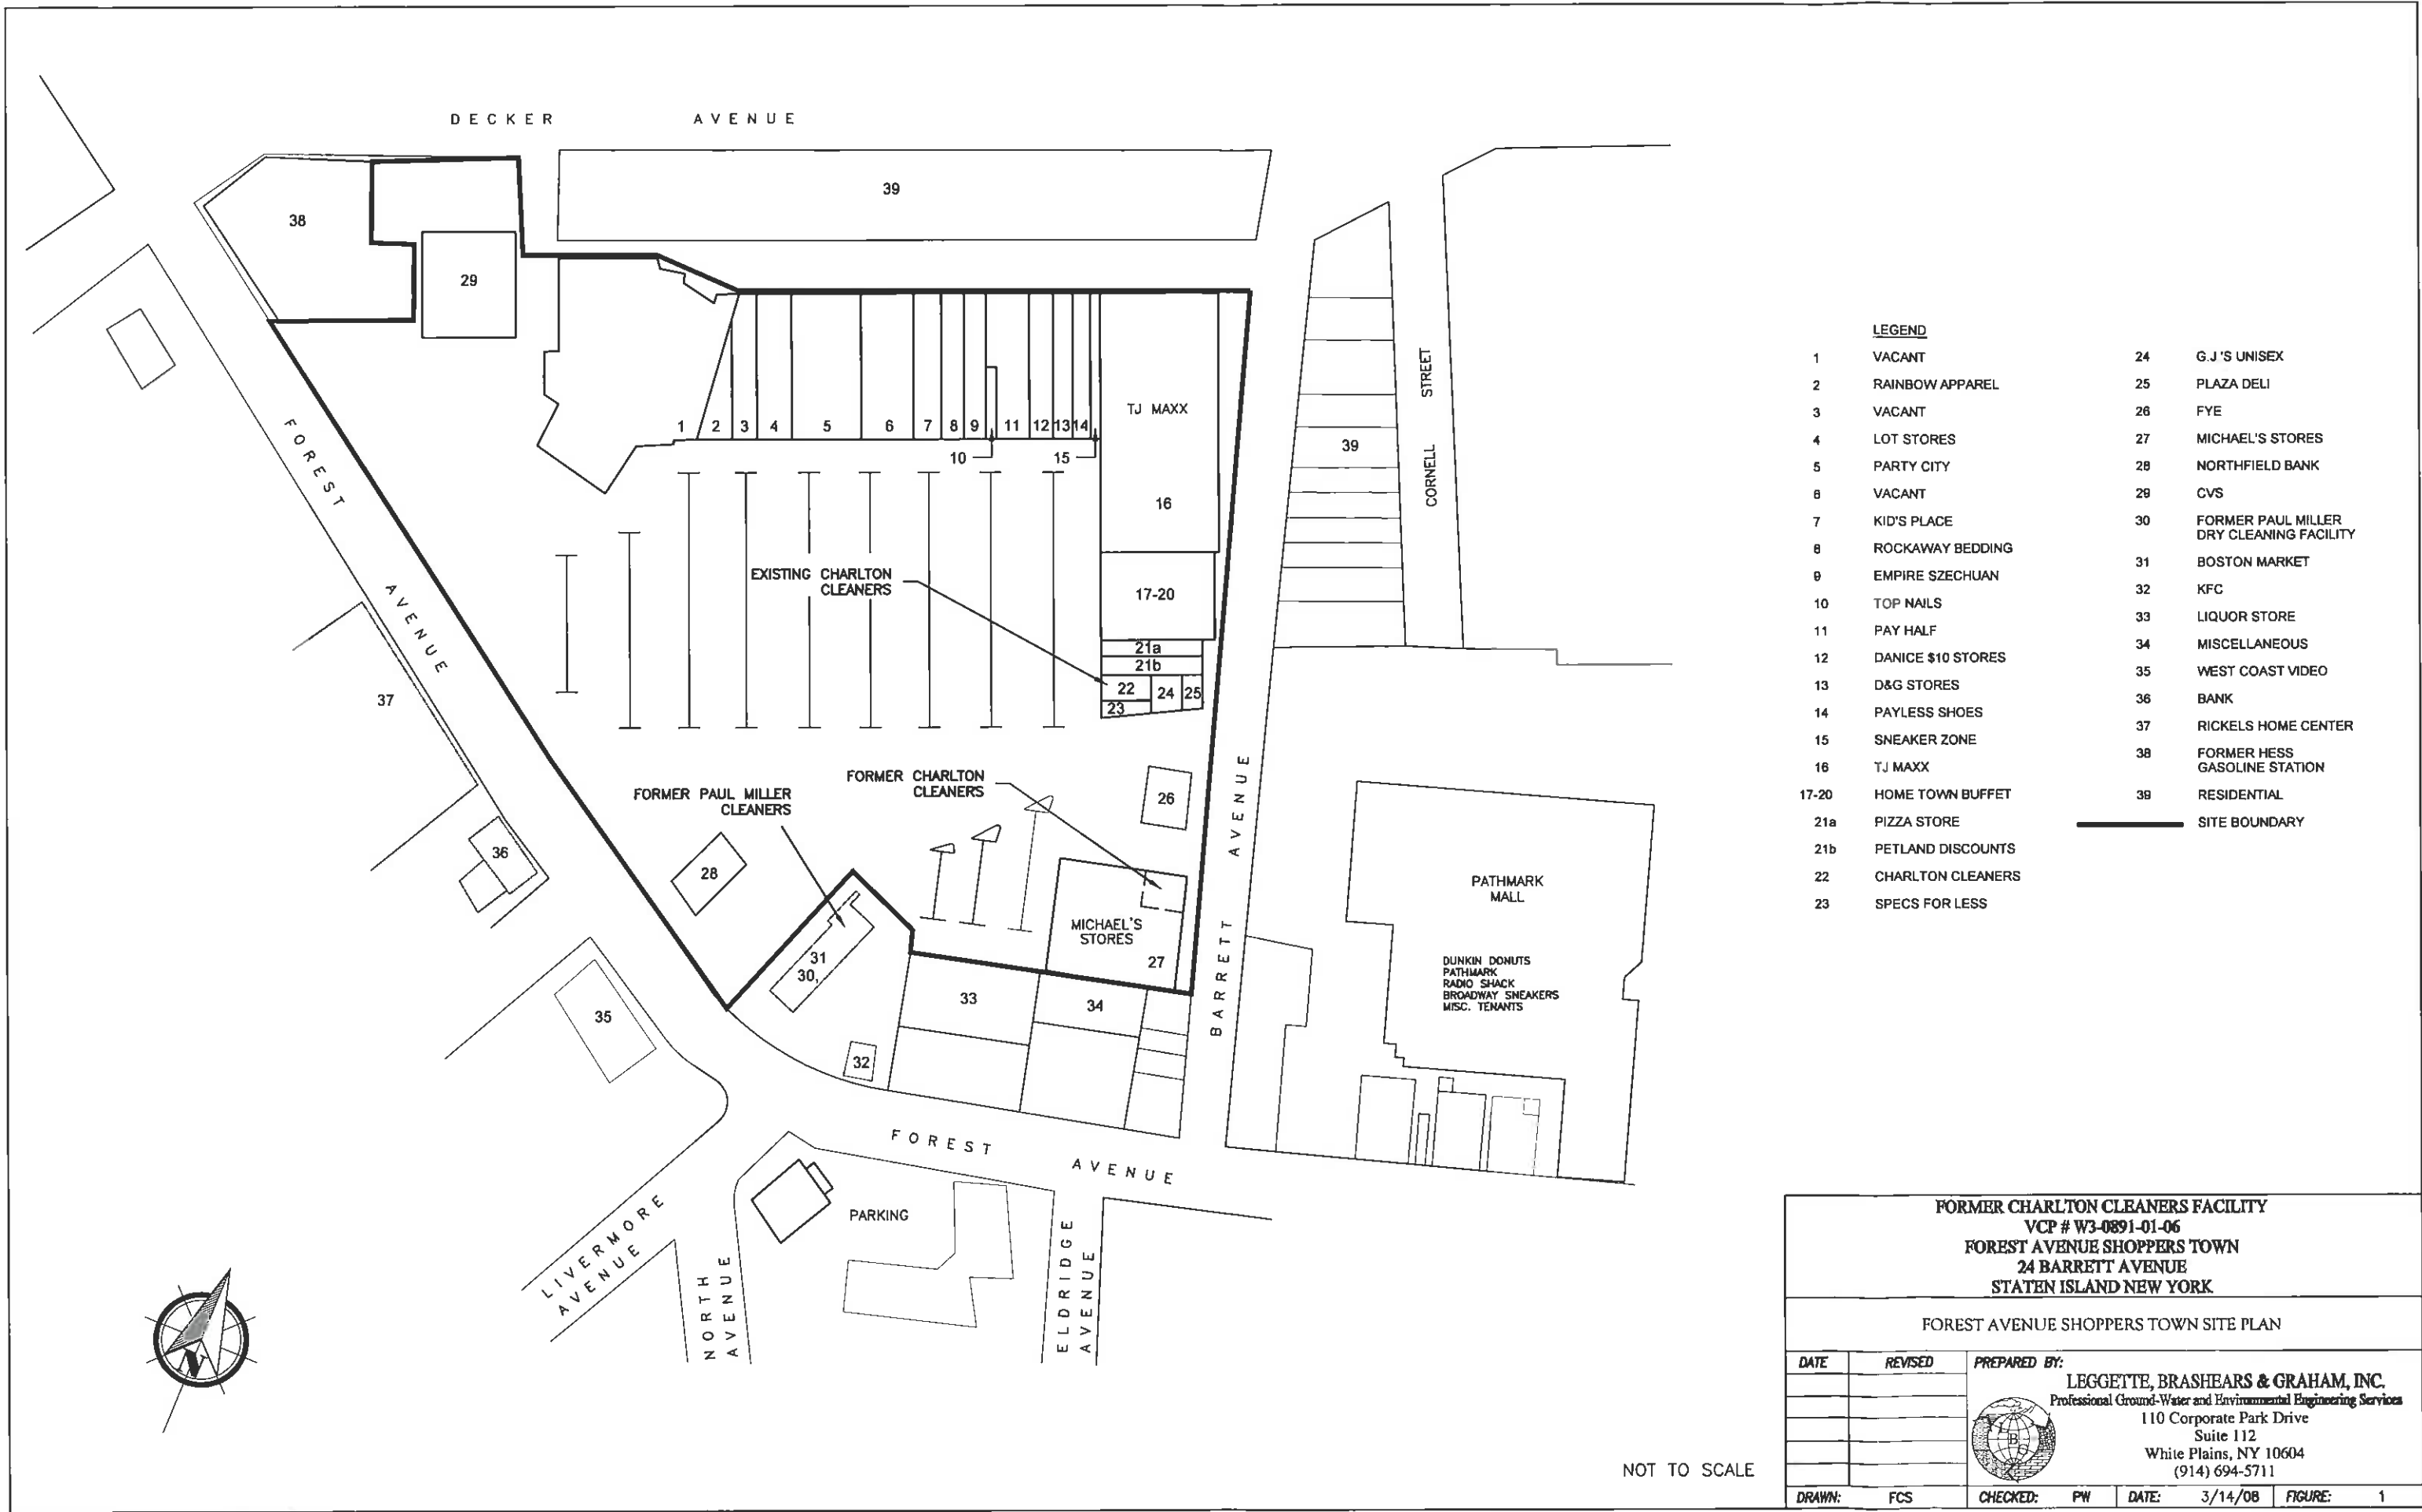 DECKER AVENUE
39
38
29
TJ MAXX
1 2 3 4 5 6 7 8 9 11 12 13 14
10 15
16
39
CORNELL STREET
FOREST AVENUE
EXISTING CHARLTON
CLEANERS
17-20
21a
21b
22 24 25
23
37
FORMER PAUL MILLER
CLEANERS
FORMER CHARLTON
CLEANERS
26
BARRETT AVENUE
36
28
MICHAEL'S
STORES
27
PATHMARK
MALL
DUNKIN DONUTS
PATHMARK
RADIO SHACK
BROADWAY SNEAKERS
MISC. TENANTS
31
30,
33
34
35
32
FOREST AVENUE
PARKING
LIVERMORE
AVENUE
NORTH
AVENUE
ELDRIDGE
AVENUE
N
NOT TO SCALE
LEGEND
1 VACANT
2 RAINBOW APPAREL
3 VACANT
4 LOT STORES
5 PARTY CITY
6 VACANT
7 KID'S PLACE
8 ROCKAWAY BEDDING
9 EMPIRE SZECHUAN
10 TOP NAILS
11 PAY HALF
12 DANICE $10 STORES
13 D&G STORES
14 PAYLESS SHOES
15 SNEAKER ZONE
16 TJ MAXX
17-20 HOME TOWN BUFFET
21a PIZZA STORE
21b PETLAND DISCOUNTS
22 CHARLTON CLEANERS
23 SPECS FOR LESS
24 G.J'S UNISEX
25 PLAZA DELI
26 FYE
27 MICHAEL'S STORES
28 NORTHFIELD BANK
29 CVS
30 FORMER PAUL MILLER
DRY CLEANING FACILITY
31 BOSTON MARKET
32 KFC
33 LIQUOR STORE
34 MISCELLANEOUS
35 WEST COAST VIDEO
36 BANK
37 RICKELS HOME CENTER
38 FORMER HESS
GASOLINE STATION
39 RESIDENTIAL
SITE BOUNDARY
FORMER CHARLTON CLEANERS FACILITY
VCP # W3-0891-01-06
FOREST AVENUE SHOPPERS TOWN
24 BARRETT AVENUE
STATEN ISLAND NEW YORK
FOREST AVENUE SHOPPERS TOWN SITE PLAN
DATE REVISED PREPARED BY:
LEGGETTE, BRASHEARS & GRAHAM, INC.
Professional Ground-Water and Environmental Engineering Services
110 Corporate Park Drive
Suite 112
White Plains, NY 10604
(914) 694-5711
DRAWN: FCS CHECKED: PW DATE: 3/14/08 FIGURE: 1